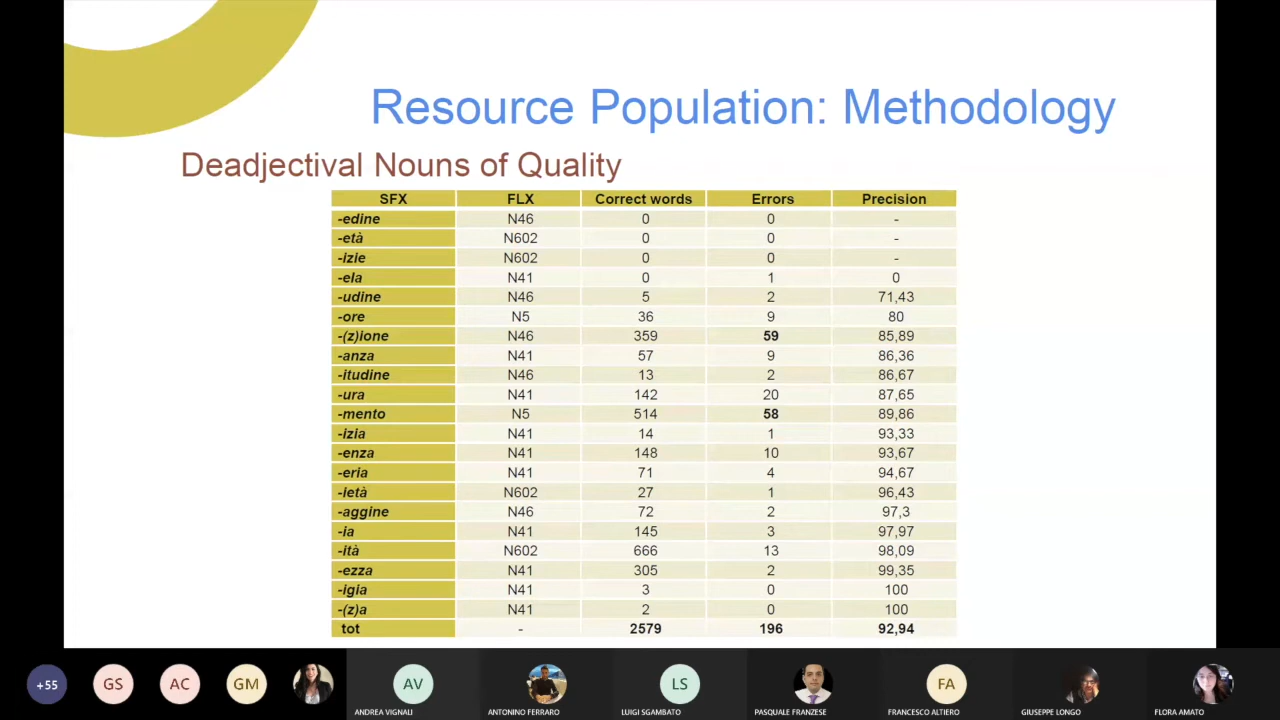 Resource Population: Methodology
Deadjectival Nouns of Quality
SFX FLX Correct words Errors Precision
-edine N46 0 0 -
-età N602 0 0 -
-izie N602 0 0 -
-ela N41 0 1 0
-udine N46 5 2 71,43
-ore N5 36 9 80
-(z)ione N46 359 59 85,89
-anza N41 57 9 86,36
-itudine N46 13 2 86,67
-ura N41 142 20 87,65
-mento N5 514 58 89,86
-izia N41 14 1 93,33
-enza N41 148 10 93,67
-eria N41 71 4 94,67
-ietà N602 27 1 96,43
-aggine N46 72 2 97,3
-ia N41 145 3 97,97
-ità N602 666 13 98,09
-ezza N41 305 2 99,35
-igia N41 3 0 100
-(z)a N41 2 0 100
tot - 2579 196 92,94
+55 GS AC GM AV LS FA
ANDREA VIGNALI ANTONINO FERRARO LUIGI SGAMBATO PASQUALE FRANZESE FRANCESCO ALTIERO GIUSEPPE LONGO FLORA AMATO